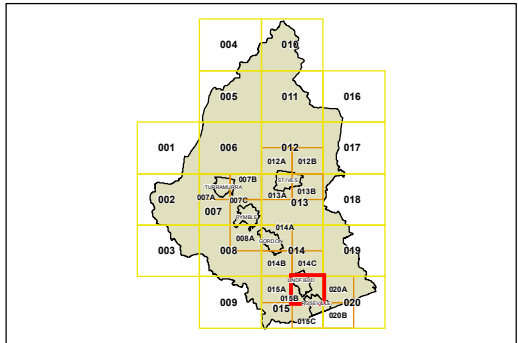 004 010
005 011 016
001 006 012 017
012A 012B
007B
TURRAMURRA ST.IVES
002 007A 007C 013A 013B 018
007 013
PYMBLE
014A
008A GORDON
003 008 014 019
014B 014C
LINDFIELD
015A 020A
015B
009 015 ROSEVILLE 020
015C 020B